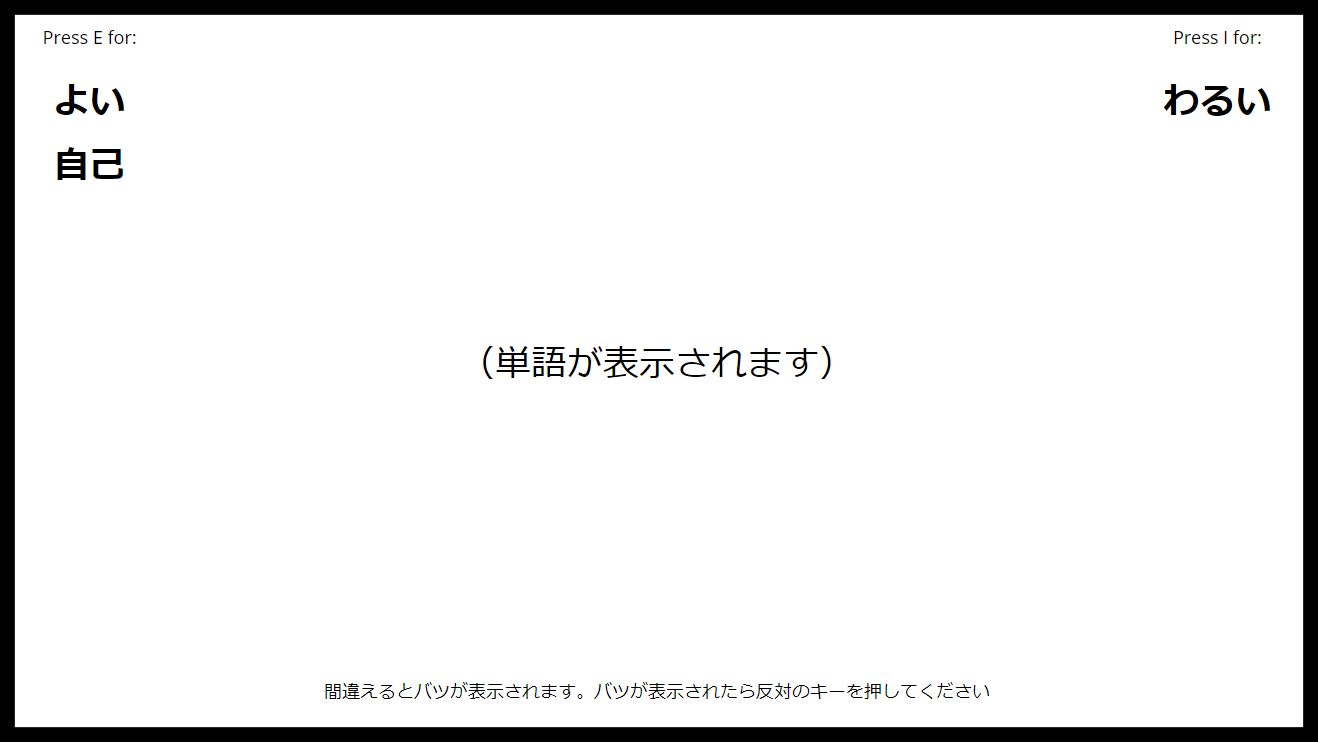 Press E for:
Press I for:
よい
わるい
自己
（単語が表示されます）
間違えるとバツが表示されます。バツが表示されたら反対のキーを押してください